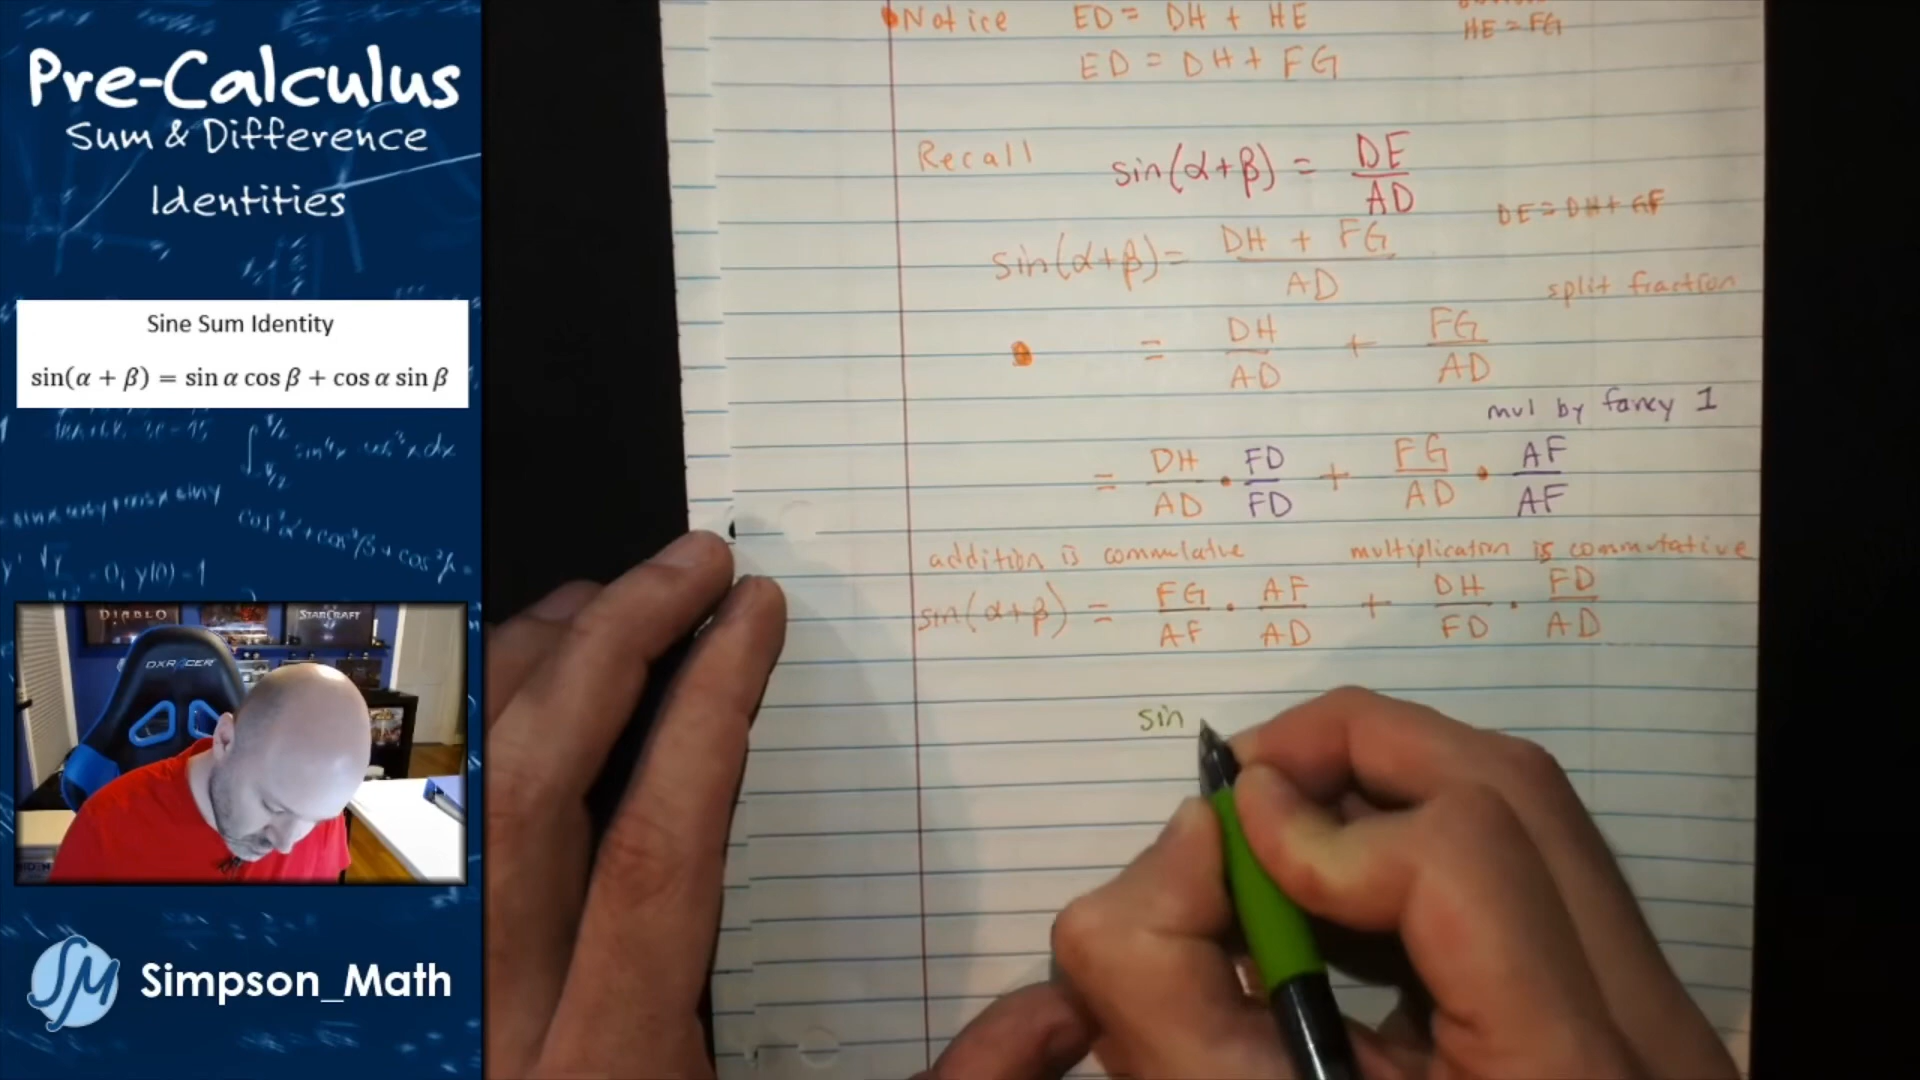 Pre-Calculus
Sum & Difference
Identities
Sine Sum Identity
sin(α + β) = sin α cos β + cos α sin β
DIABLO
STARCRAFT
DXRACER
Simpson_Math
Notice ED = DH + HE
HE = FG
ED = DH + FG
Recall sin(α+β) = DE/AD
DE = DH + GF
sin(α+β) = DH + FG/AD
split fraction
= DH/AD + FG/AD
mul by fancy 1
= DH/AD · FD/FD + FG/AD · AF/AF
addition is commulative multiplication is commutative
sin(α+β) = FG/AF · AF/AD + DH/FD · FD/AD
sin